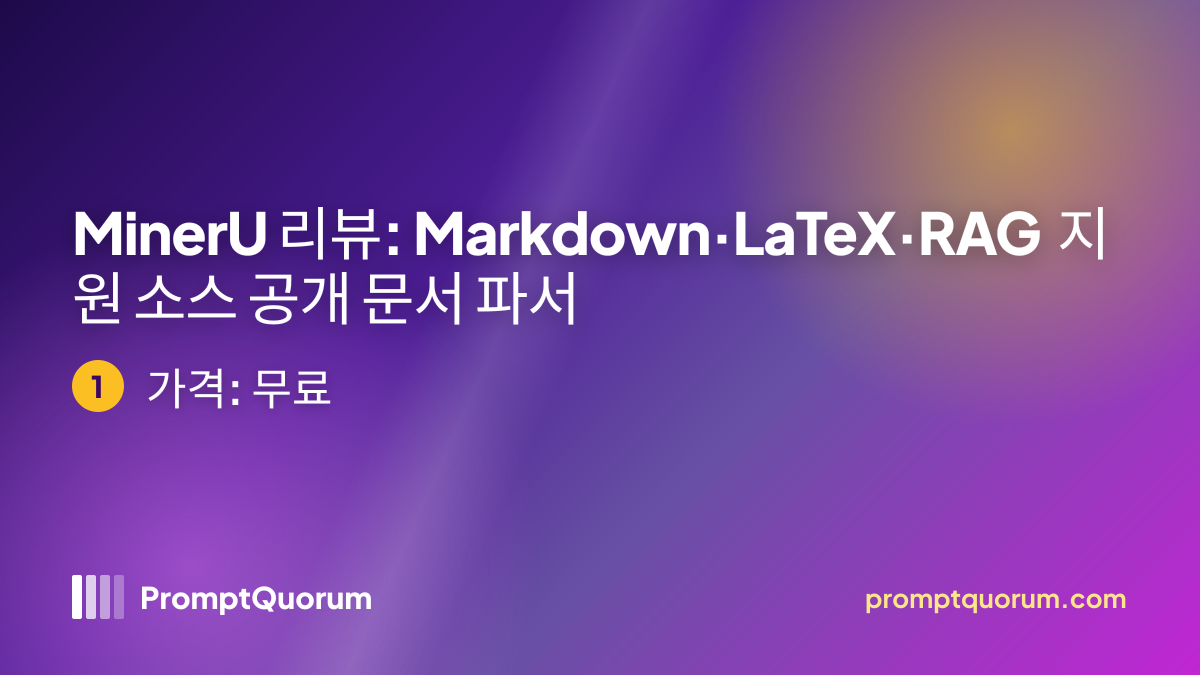 MinerU 리뷰: Markdown·LaTeX·RAG 지
원 소스 공개 문서 파서
1 가격: 무료
PromptQuorum
promptquorum.com